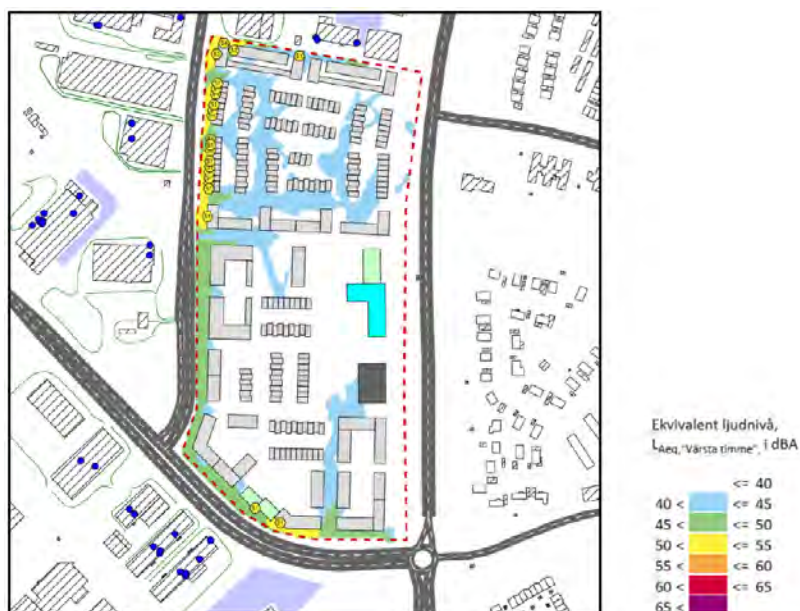 Ekvivalent ljudnivå,
LAeq,"Värsta timme", i dBA
<= 40
40 < <= 45
45 < <= 50
50 < <= 55
55 < <= 60
60 < <= 65
65 <